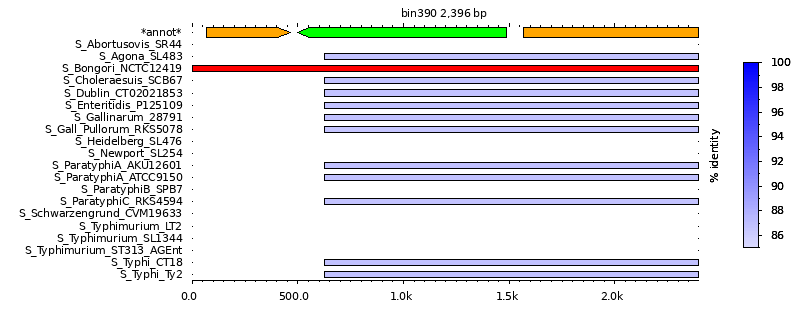 bin390 2,396 bp
*annot*
S_Abortusovis_SR44
S_Agona_SL483
S_Bongori_NCTC12419
S_Choleraesuis_SCB67
S_Dublin_CT02021853
S_Enteritidis_P125109
S_Gallinarum_28791
S_Gall_Pullorum_RKS5078
S_Heidelberg_SL476
S_Newport_SL254
S_ParatyphiA_AKU12601
S_ParatyphiA_ATCC9150
S_ParatyphiB_SPB7
S_ParatyphiC_RKS4594
S_Schwarzengrund_CVM19633
S_Typhimurium_LT2
S_Typhimurium_SL1344
S_Typhimurium_ST313_AGEnt
S_Typhi_CT18
S_Typhi_Ty2
0.0 500.0 1.0k 1.5k 2.0k
% identity
100
98
96
94
92
90
88
86